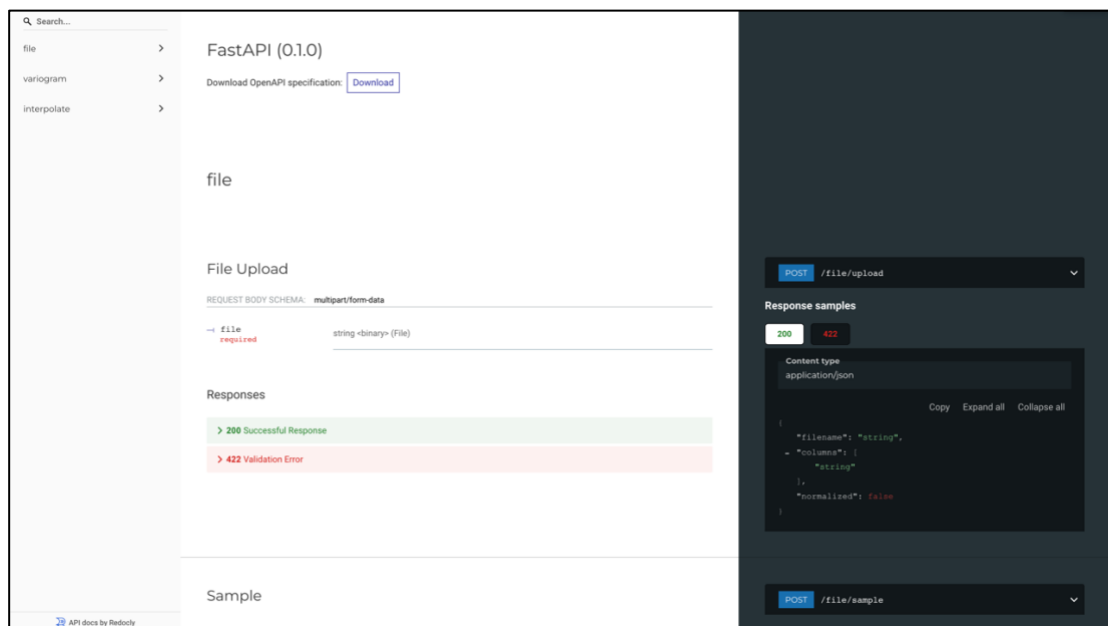 Search...
file
variogram
interpolate
API docs by Redocly
FastAPI (0.1.0)
Download OpenAPI specification: Download
file
File Upload
REQUEST BODY SCHEMA: multipart/form-data
file
required
string <binary> (File)
Responses
200 Successful Response
422 Validation Error
POST /file/upload
Response samples
200 422
Content type
application/json
Copy Expand all Collapse all
{
"filename": "string",
- "columns": [
"string"
],
"normalized": false
}
Sample
POST /file/sample